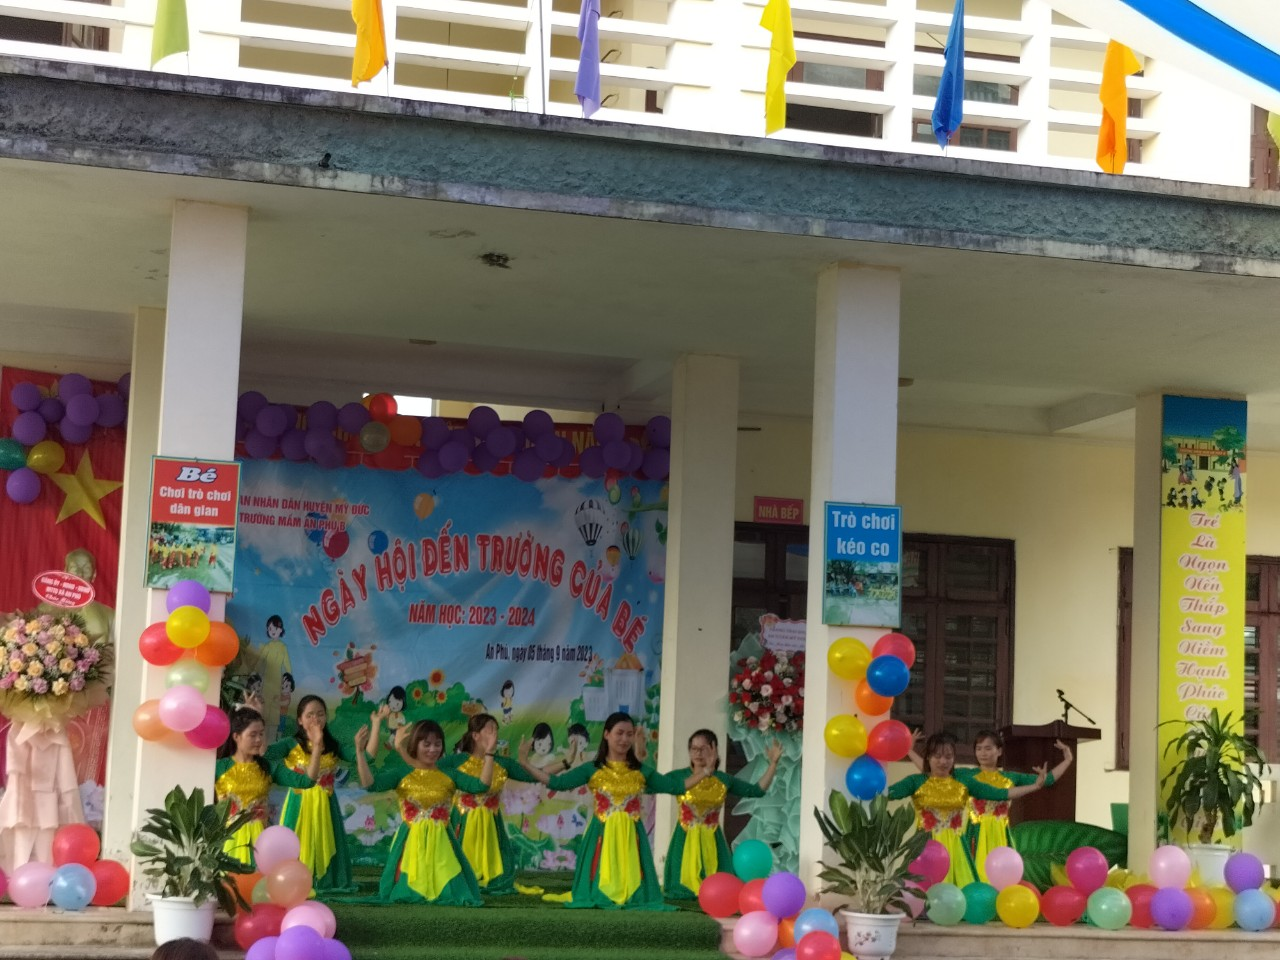 Bé
Chơi trò chơi
dân gian
AN NHÂN DÂN HUYỆN MỸ ĐỨC
TRƯỜNG MẦM AN PHÚ B
NGÀY HỘI ĐẾN TRƯỜNG CỦA BÉ
NĂM HỌC: 2023 - 2024
An Phú, ngày 05 tháng 9 năm 2023
NHÀ BẾP
Trò chơi
kéo co
Trẻ
Là
Ngọn
Nến
Thắp
Sang
Niềm
Hạnh
Phúc